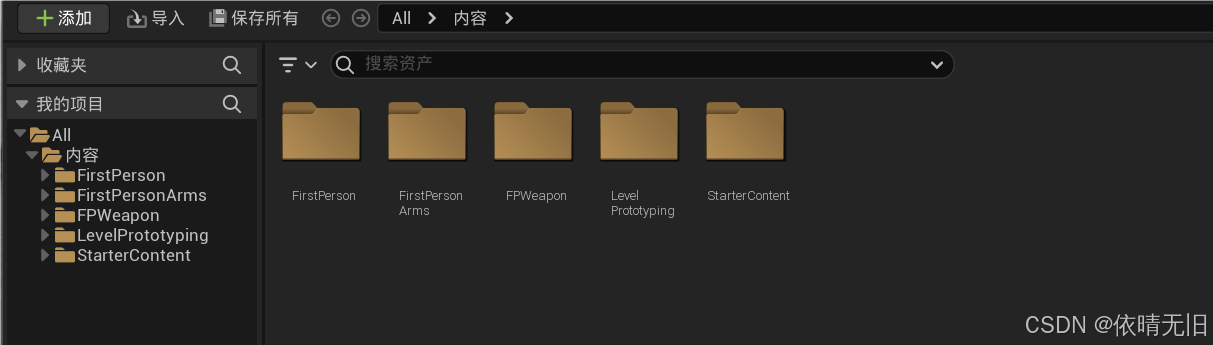 添加 导入 保存所有 All 内容
收藏夹
搜索资产
我的项目
All
内容
FirstPerson
FirstPersonArms
FPWeapon
LevelPrototyping
StarterContent
FirstPerson
FirstPerson
Arms
FPWeapon
Level
Prototyping
StarterContent
CSDN @依晴无旧